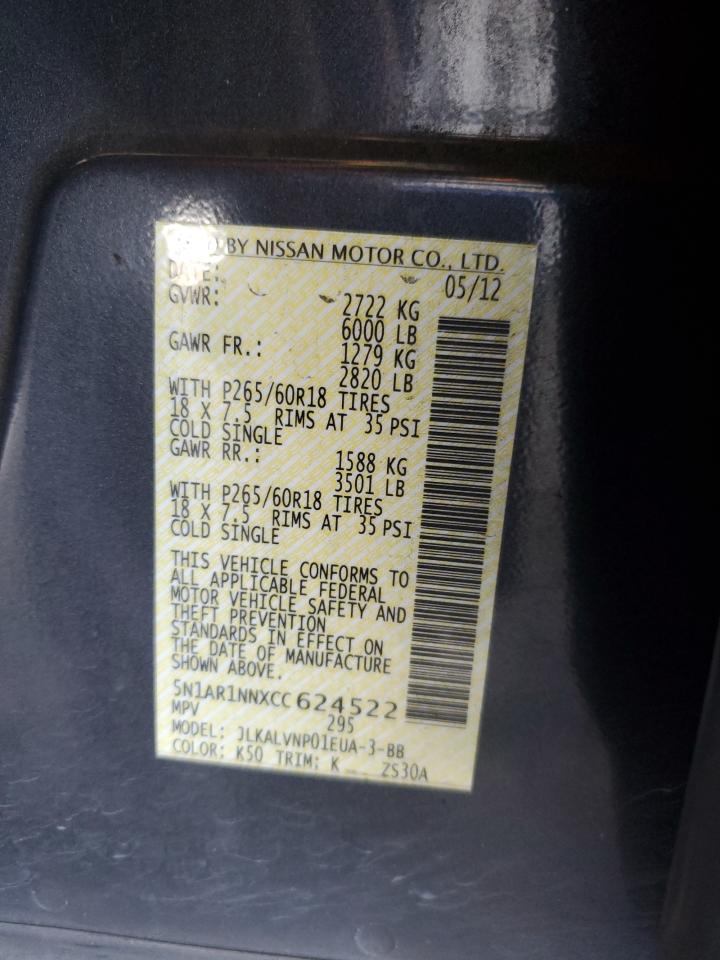 BY NISSAN MOTOR CO., LTD.
DATE: 05/12
GVWR: 2722 KG
6000 LB
GAWR FR.: 1279 KG
2820 LB
WITH P265/60R18 TIRES
18 X 7.5 RIMS AT 35 PSI
COLD SINGLE
GAWR RR.: 1588 KG
3501 LB
WITH P265/60R18 TIRES
18 X 7.5 RIMS AT 35 PSI
COLD SINGLE
THIS VEHICLE CONFORMS TO
ALL APPLICABLE FEDERAL
MOTOR VEHICLE SAFETY AND
THEFT PREVENTION
STANDARDS IN EFFECT ON
THE DATE OF MANUFACTURE
SHOWN ABOVE.
5N1AR1NNXCC 624522
MPV 295
MODEL: JLKALVNP01EUA-3-BB
COLOR: K50 TRIM: K ZS30A